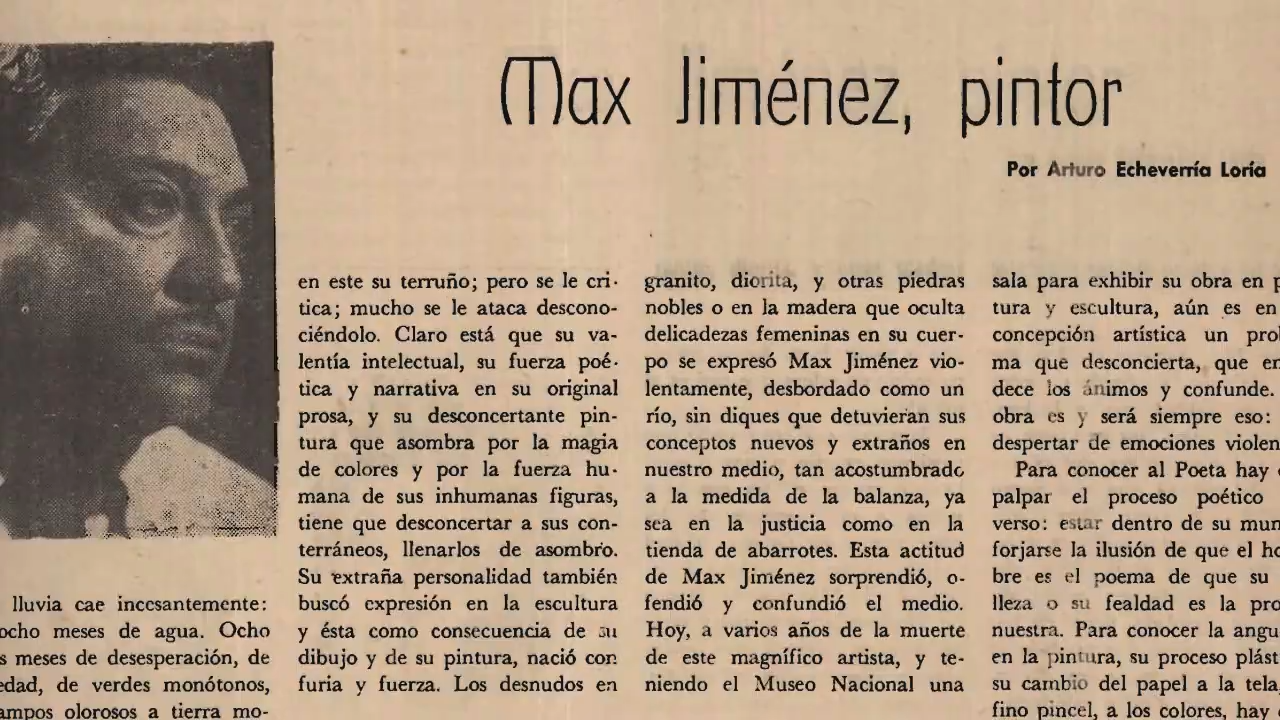 Max Jiménez, pintor
Por Arturo Echeverría Loría
lluvia cae incesantemente:
ocho meses de agua. Ocho
meses de desesperación, de
de verdes monótonos,
olorosos a tierra mo-
en este su terruño; pero se le cri-
tica; mucho se le ataca descono-
ciéndolo. Claro está que su va-
lentía intelectual, su fuerza poé-
tica y narrativa en su original
prosa, y su desconcertante pin-
tura que asombra por la magia
de colores y por la fuerza hu-
mana de sus inhumanas figuras,
tiene que desconcertar a sus con-
terráneos, llenarlos de asombro.
Su extraña personalidad también
buscó expresión en la escultura
y ésta como consecuencia de su
dibujo y de su pintura, nació con
furia y fuerza. Los desnudos en
granito, diorita, y otras piedras
nobles o en la madera que oculta
delicadezas femeninas en su cuer-
po se expresó Max Jiménez vio-
lentamente, desbordado como un
río, sin diques que detuvieran sus
conceptos nuevos y extraños en
nuestro medio, tan acostumbrado
a la medida de la balanza, ya
sea en la justicia como en la
tienda de abarrotes. Esta actitud
de Max Jiménez sorprendió, o-
fendió y confundió el medio.
Hoy, a varios años de la muerte
de este magnífico artista, y te-
niendo el Museo Nacional una
sala para exhibir su obra en
tura y escultura, aún es en
concepción artística un
ma que desconcierta, que
dece los ánimos y confunde.
obra es y será siempre eso:
despertar de emociones
Para conocer al Poeta hay
palpar el proceso poético
verso: estar dentro de su
forjarse la ilusión de que el
bre es el poema de que su
lleza o su fealdad es la
nuestra. Para conocer la
en la pintura, su proceso
su cambio del papel a la tela,
fino pincel, a los colores, hay